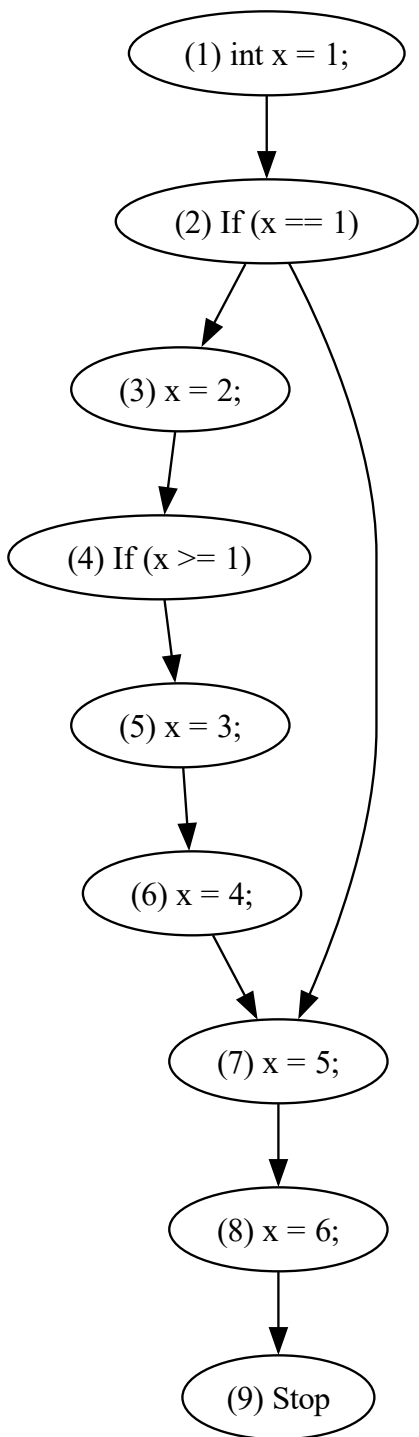 (1) int x = 1;
(2) If (x == 1)
(3) x = 2;
(4) If (x >= 1)
(5) x = 3;
(6) x = 4;
(7) x = 5;
(8) x = 6;
(9) Stop